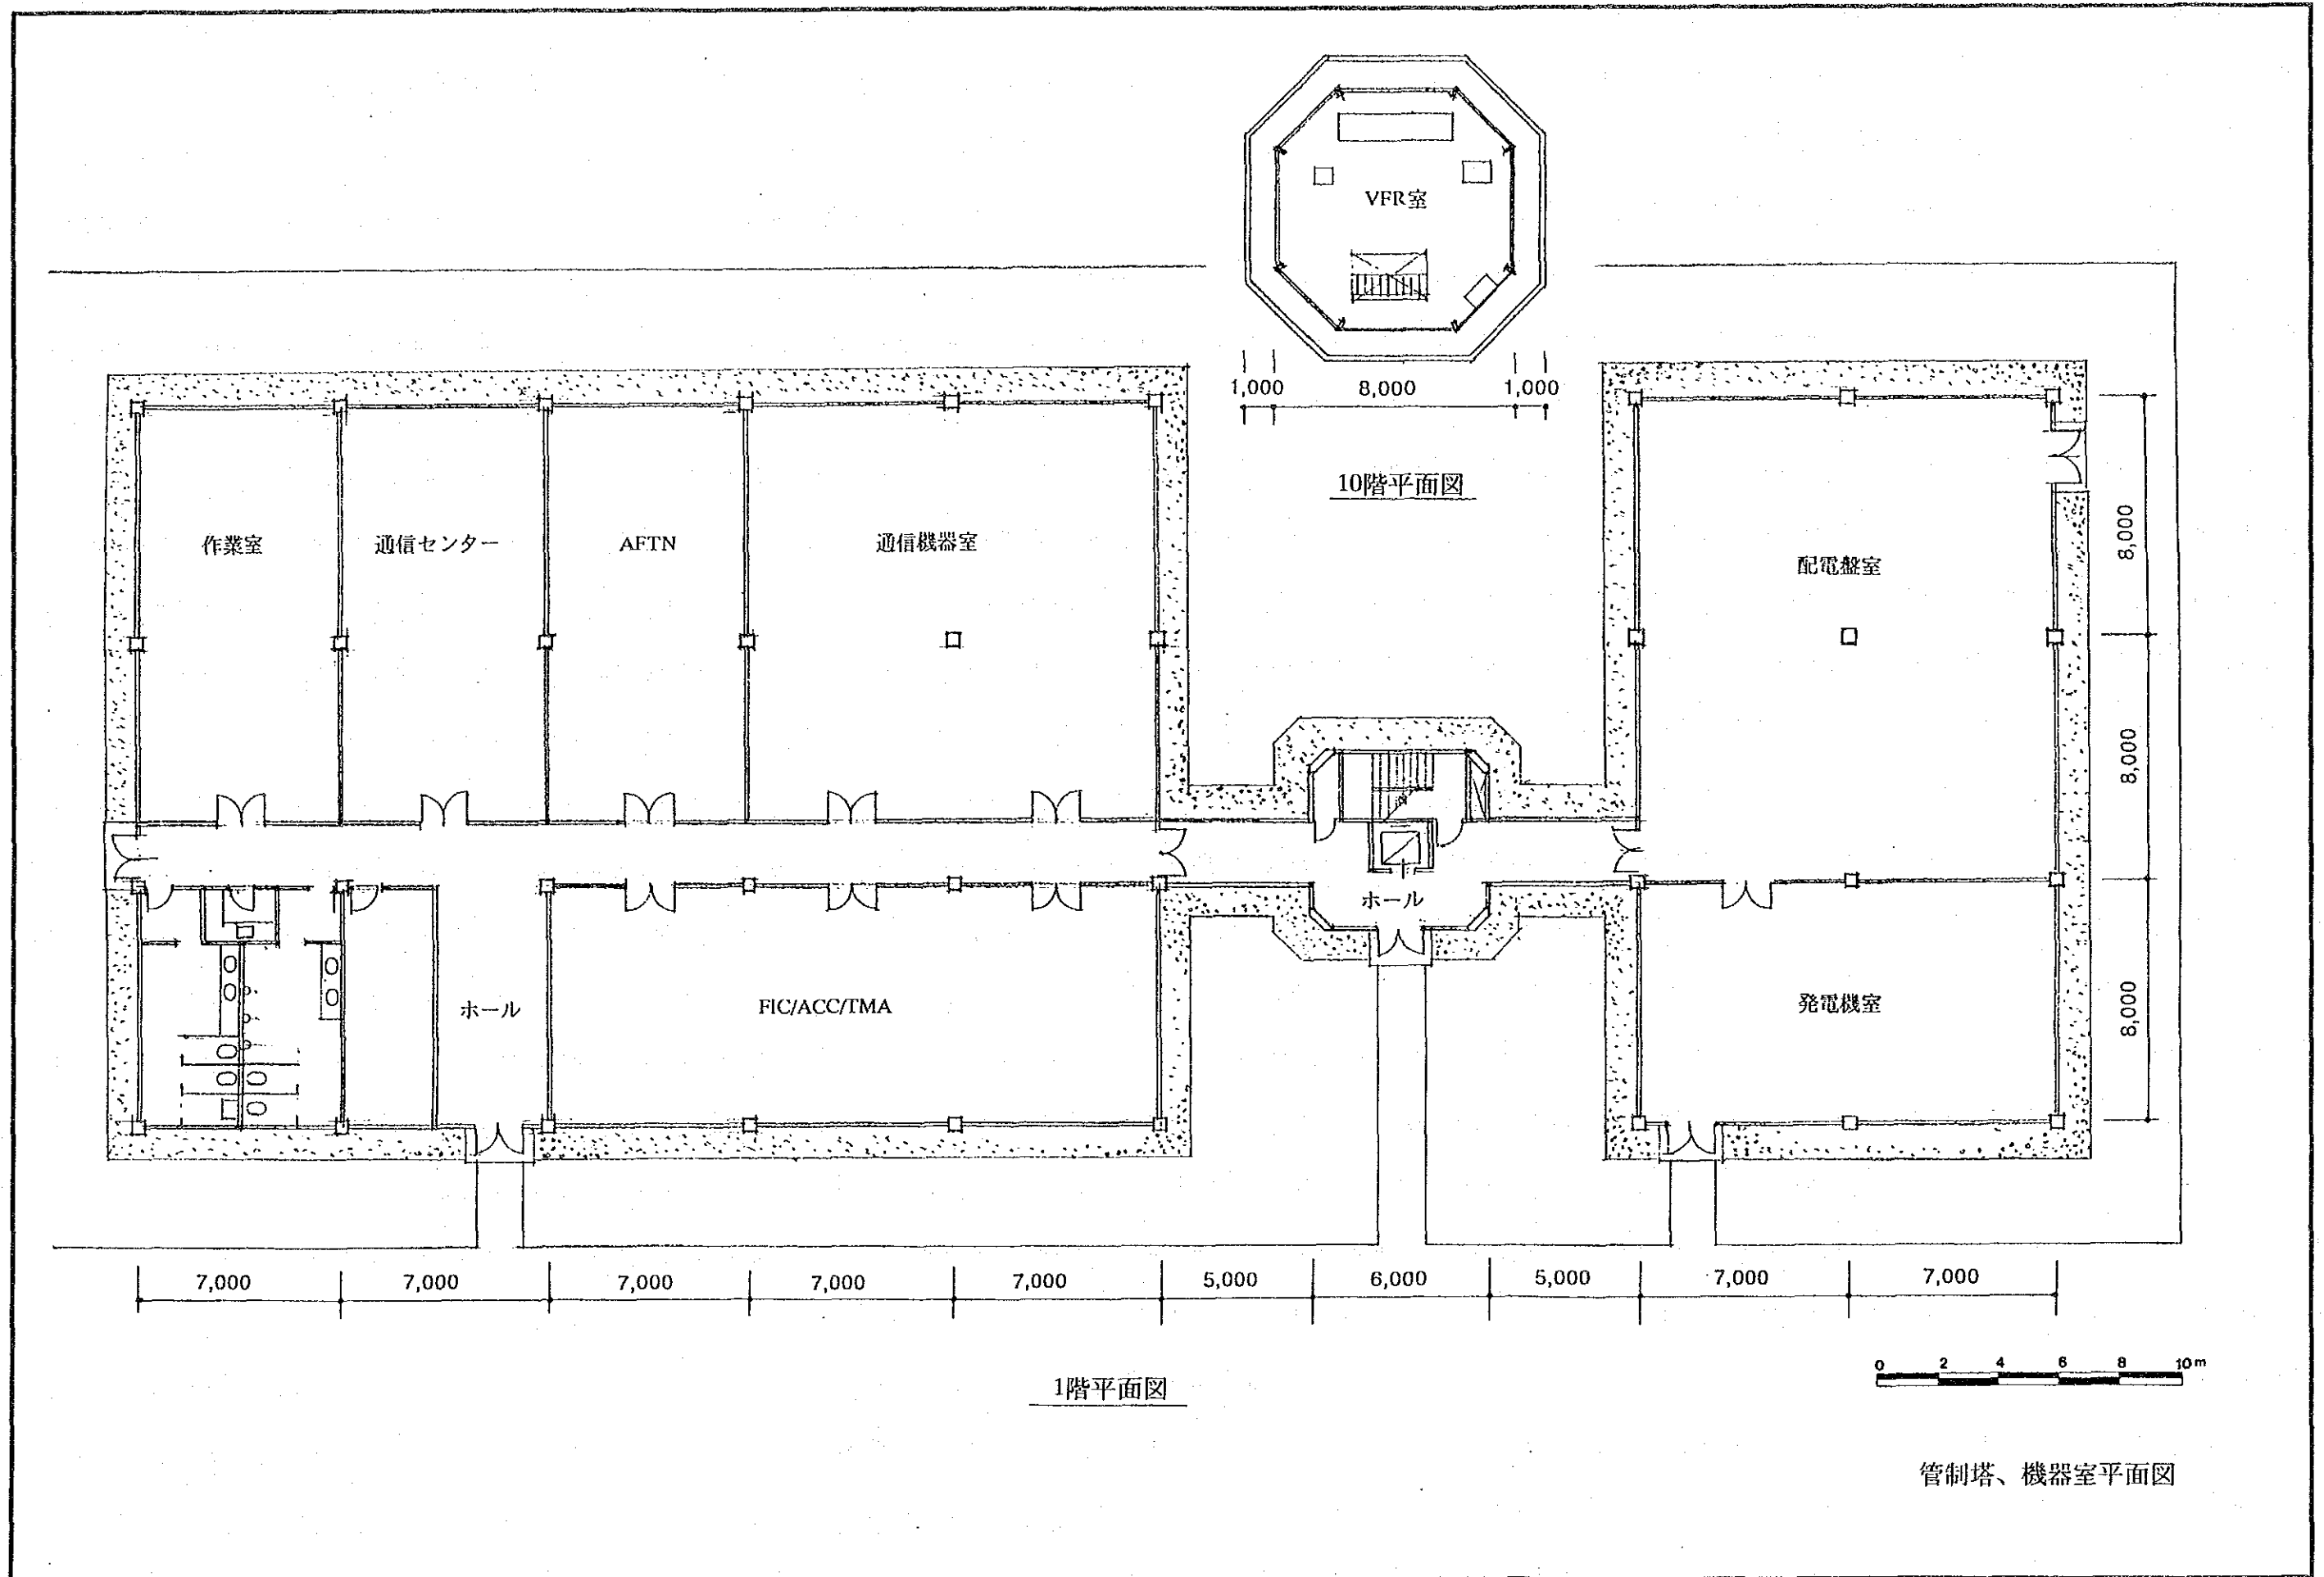 VFR室
1,000 8,000 1,000
10階平面図
作業室 通信センター AFTN 通信機器室 配電盤室
8,000
8,000
8,000
ホール
ホール FIC/ACC/TMA 発電機室
7,000 7,000 7,000 7,000 7,000 5,000 6,000 5,000 7,000 7,000
0 2 4 6 8 10m
1階平面図
管制塔、機器室平面図